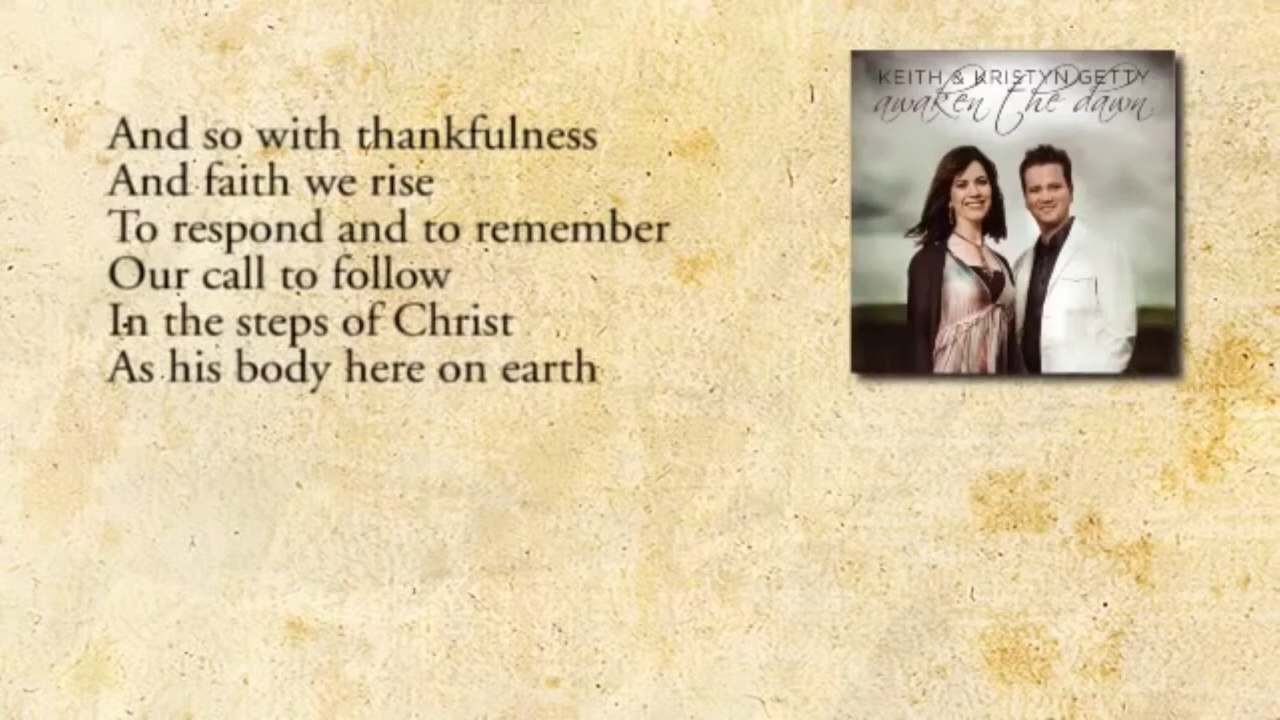 And so with thankfulness
And faith we rise
To respond and to remember
Our call to follow
In the steps of Christ
As his body here on earth
KEITH & KRISTYN GETTY
awaken the dawn